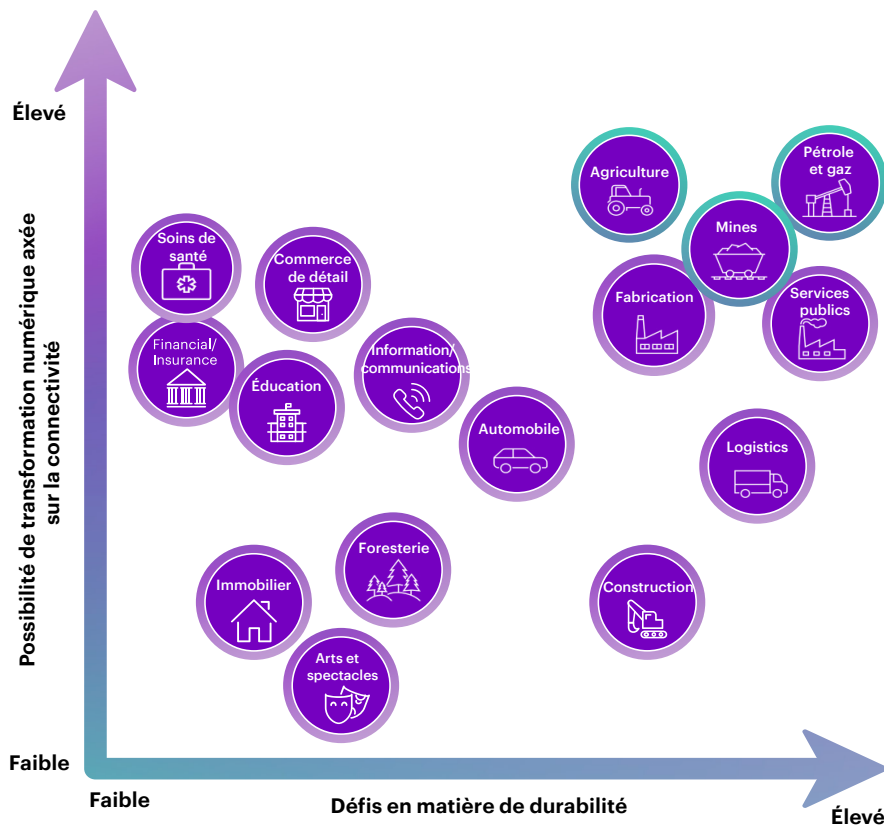 Élevé
Possibilité de transformation numérique axée
sur la connectivité
Faible
Agriculture
Pétrole
et gaz
Mines
Soins de
santé
Commerce
de détail
Fabrication
Services
publics
Financial/
Insurance
Information/
communications
Éducation
Automobile
Logistics
Foresterie
Immobilier
Construction
Arts et
spectacles
Faible
Défis en matière de durabilité
Élevé